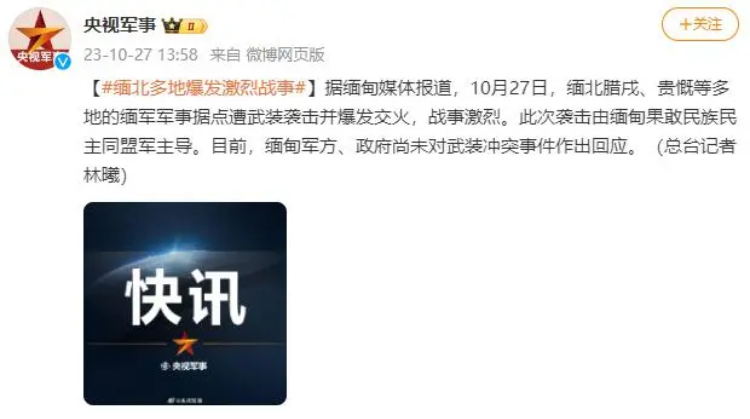 央视军事 II
+关注
23-10-27 13:58 来自 微博网页版
【#缅北多地爆发激烈战事#】据缅甸媒体报道，10月27日，缅北腊戌、贵慨等多
地的缅军军事据点遭武装袭击并爆发交火，战事激烈。此次袭击由缅甸果敢民族民
主同盟军主导。目前，缅甸军方、政府尚未对武装冲突事件作出回应。（总台记者
林曦）
央视军事
快讯
央视军事
@央视军事